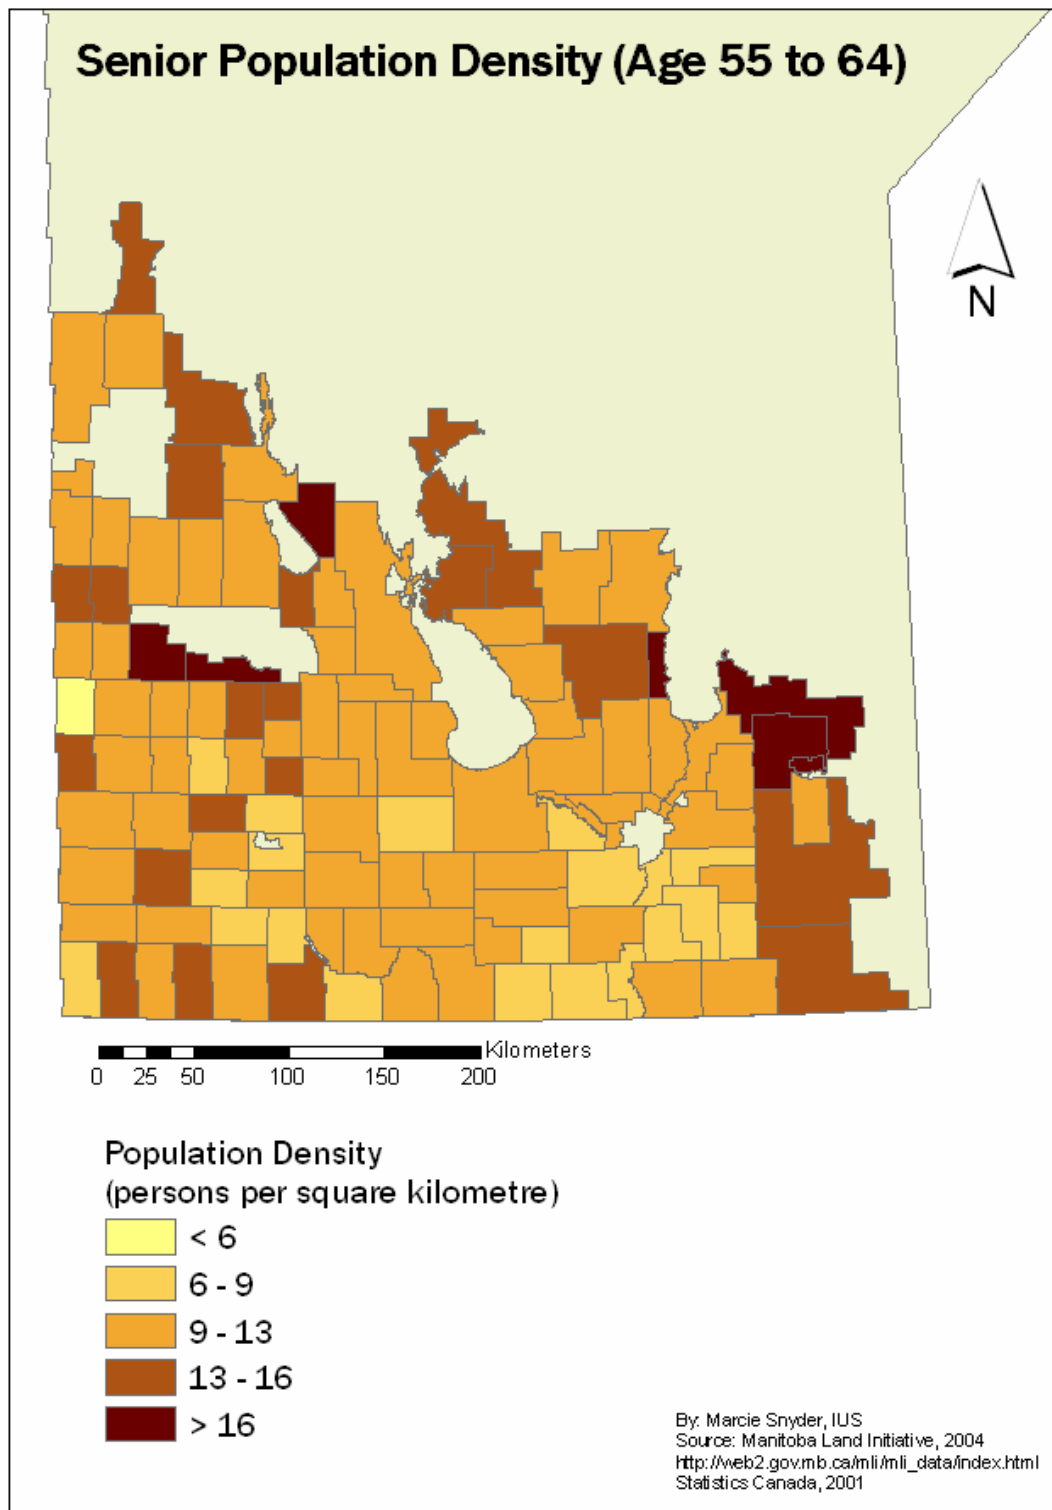 Senior Population Density (Age 55 to 64)
N
Kilometers
0 25 50 100 150 200
Population Density
(persons per square kilometre)
< 6
6 - 9
9 - 13
13 - 16
> 16
By: Marcie Snyder, IUS
Source: Manitoba Land Initiative, 2004
http://web2.gov.mb.ca/mli/mli_data/index.html
Statistics Canada, 2001